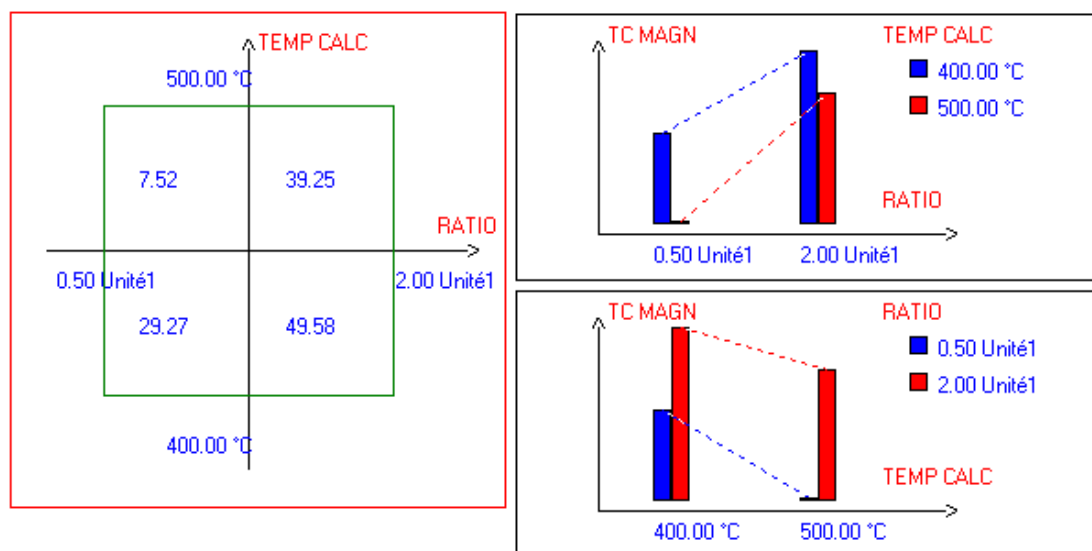 TEMP CALC
500.00 °C
7.52 39.25
RATIO
0.50 Unité1 2.00 Unité1
29.27 49.58
400.00 °C
TC MAGN
TEMP CALC
400.00 °C
500.00 °C
RATIO
0.50 Unité1 2.00 Unité1
TC MAGN
RATIO
0.50 Unité1
2.00 Unité1
TEMP CALC
400.00 °C 500.00 °C